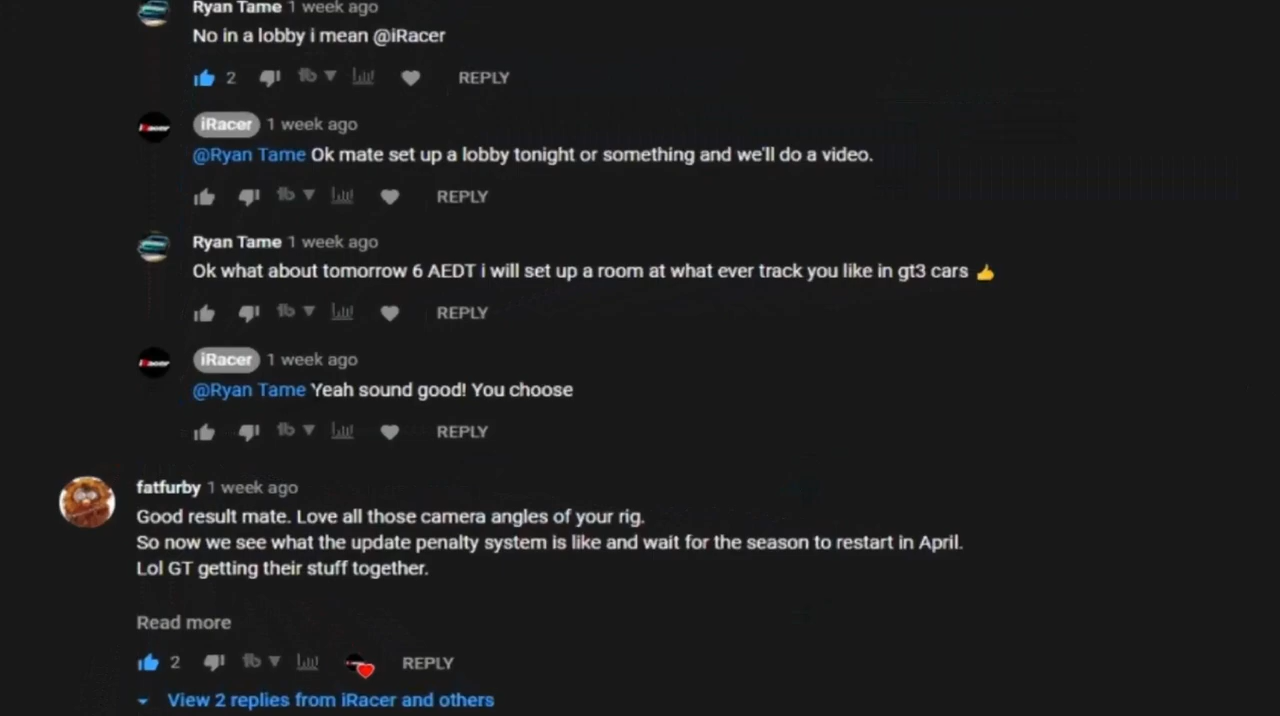 Ryan Tame 1 week ago
No in a lobby i mean @iRacer
2 REPLY
iRacer 1 week ago
@Ryan Tame Ok mate set up a lobby tonight or something and we'll do a video.
REPLY
Ryan Tame 1 week ago
Ok what about tomorrow 6 AEDT i will set up a room at what ever track you like in gt3 cars 👍
REPLY
iRacer 1 week ago
@Ryan Tame Yeah sound good! You choose
REPLY
fatfurby 1 week ago
Good result mate. Love all those camera angles of your rig.
So now we see what the update penalty system is like and wait for the season to restart in April.
Lol GT getting their stuff together.
Read more
2 REPLY
View 2 replies from iRacer and others